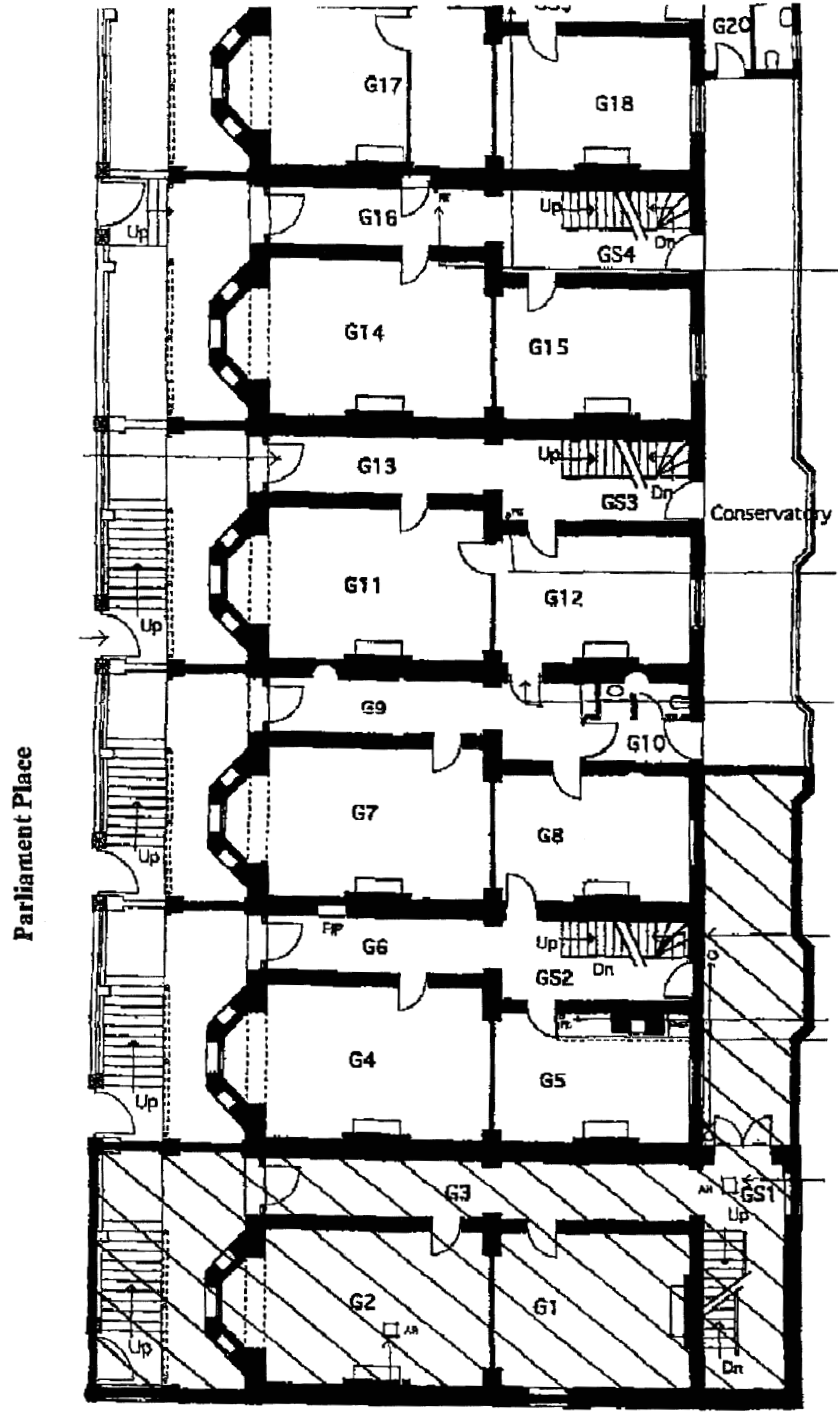 G20
G17
G18
Up
G16
Up
Dn
GS4
G14
G15
G13
Up
Dn
GS3
Conservatory
G11
G12
Up
G9
G10
Parliament Place
G7
G8
Up
G6
Up
Dn
GS2
G4
G5
Up
G3
GS1
Up
G2
G1
Up
Dn